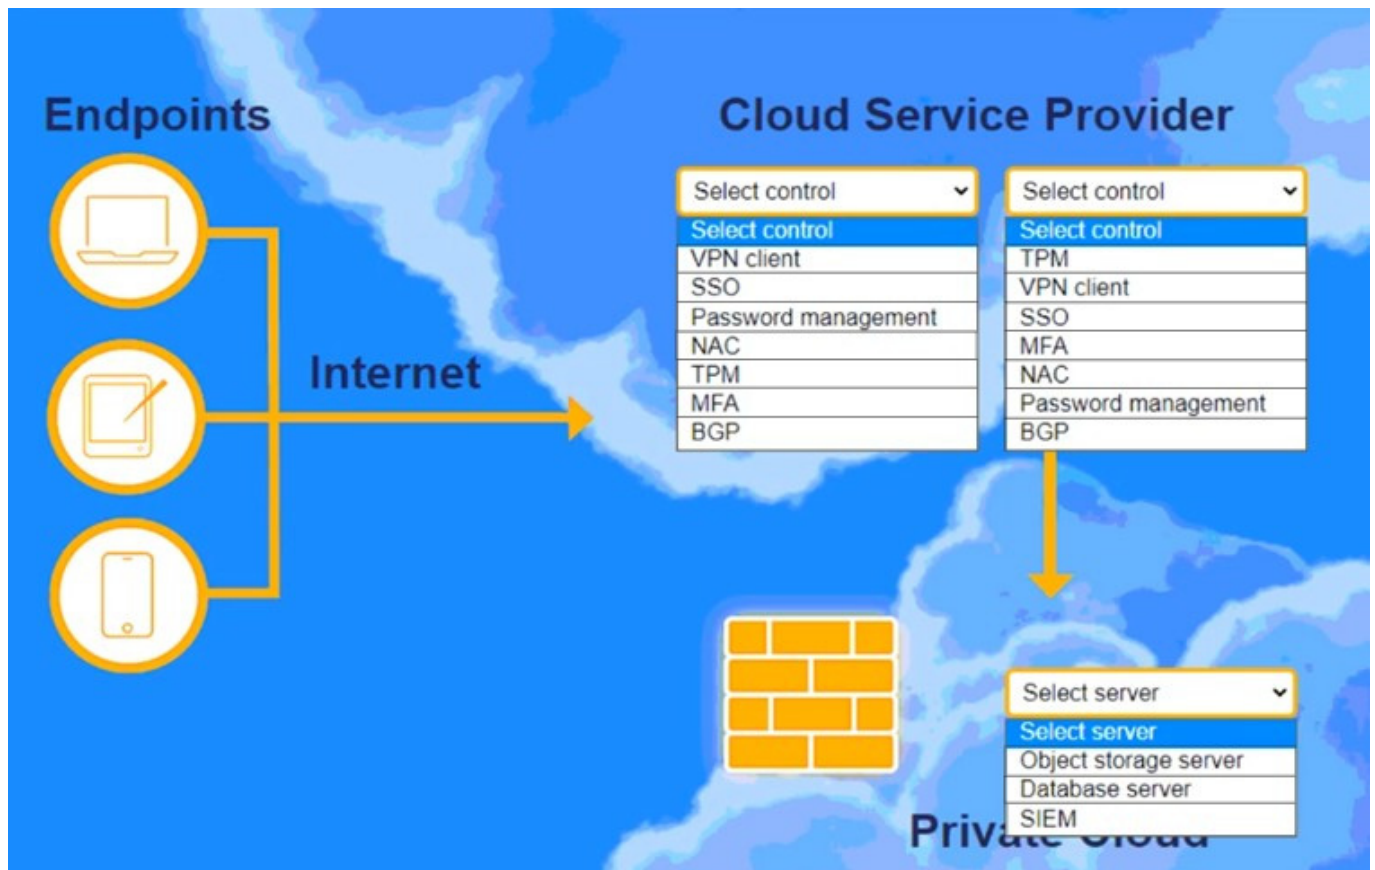 Endpoints
Cloud Service Provider
Select control
Select control
VPN client
SSO
Password management
NAC
TPM
MFA
BGP
Select control
Select control
TPM
VPN client
SSO
MFA
NAC
Password management
BGP
Internet
Select server
Select server
Object storage server
Database server
SIEM
Private Cloud